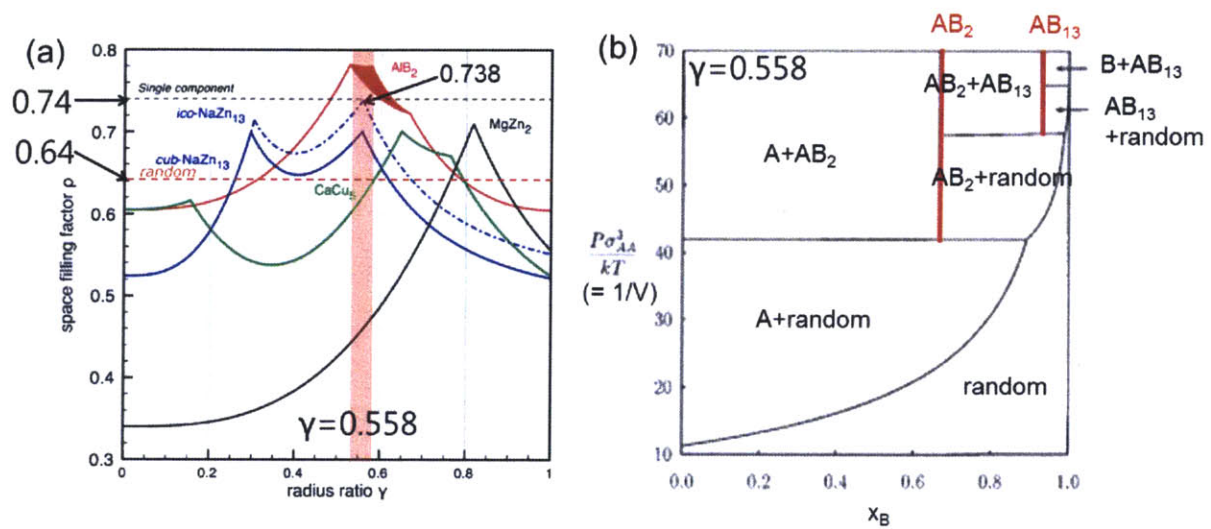 (a)
0.8
0.7
0.6
0.5
0.4
0.3
0
0.2
0.4
0.6
0.8
1
space filling factor ρ
radius ratio γ
0.74
0.64
Single component
random
ico-NaZn13
cub-NaZn13
CaCu5
AlB2
MgZn2
0.738
γ=0.558
(b)
AB2
AB13
γ=0.558
70
60
50
40
30
20
10
0.0
0.2
0.4
0.6
0.8
1.0
xB
Pσ³AA
kT
(= 1/V)
A+AB2
AB2+AB13
AB2+random
A+random
random
B+AB13
AB13
+random